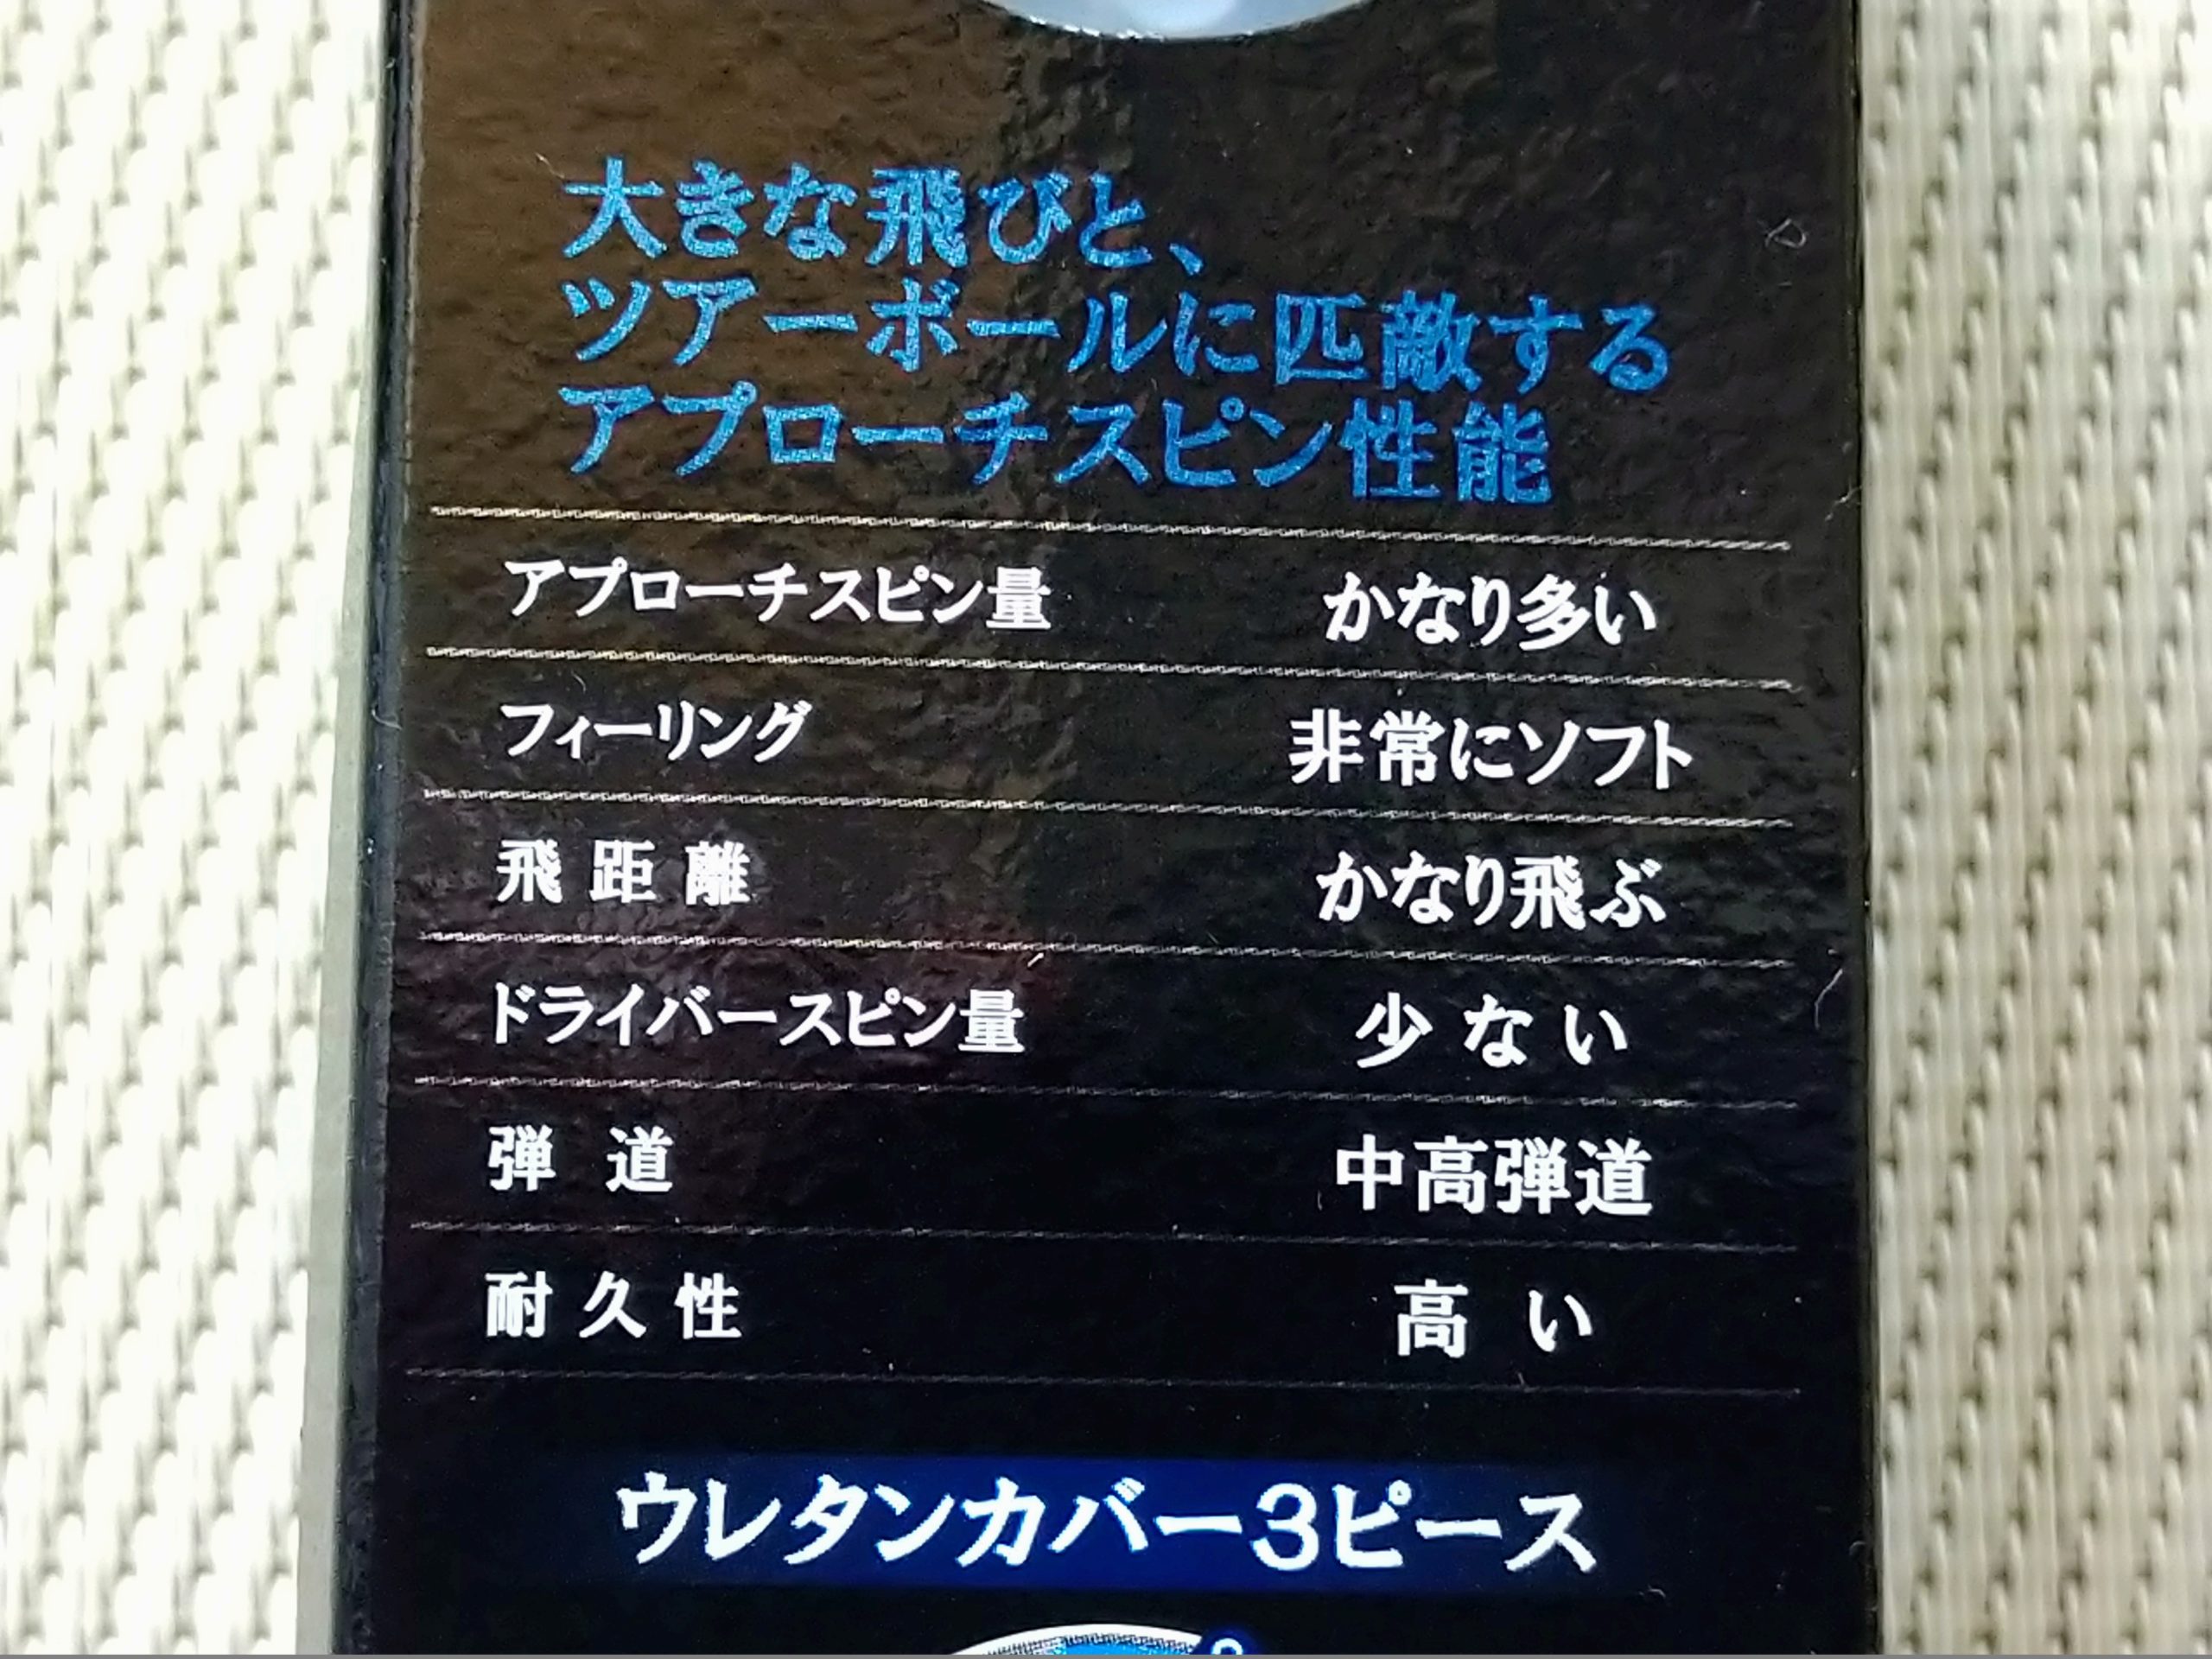 大きな飛びと、
ツアーボールに匹敵する
アプローチスピン性能
アプローチスピン量 かなり多い
フィーリング 非常にソフト
飛距離 かなり飛ぶ
ドライバースピン量 少ない
弾道 中高弾道
耐久性 高い
ウレタンカバー3ピース